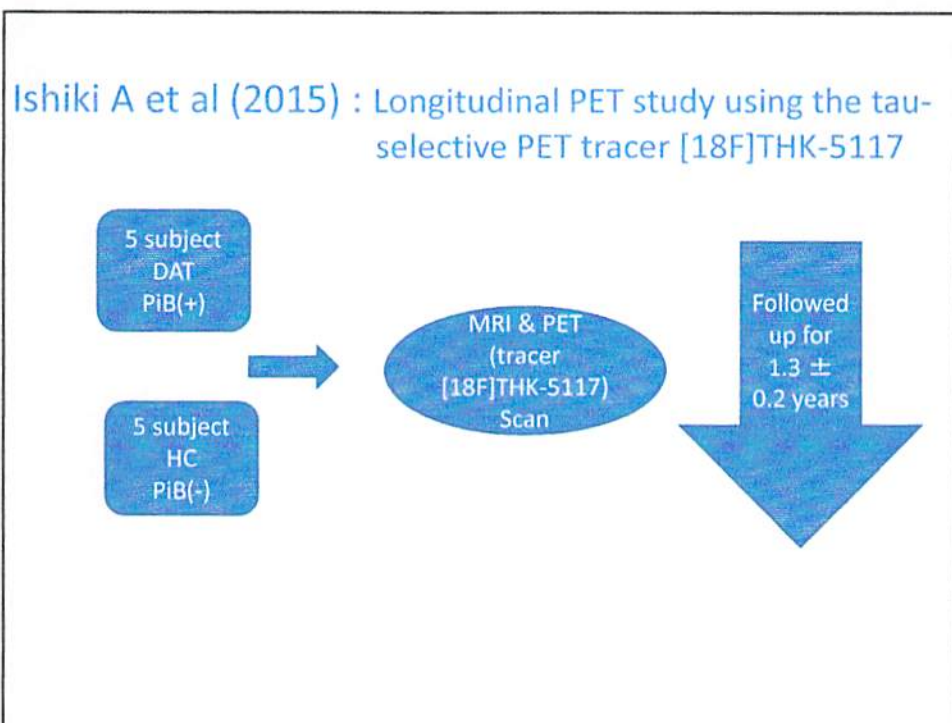 Ishiki A et al (2015) : Longitudinal PET study using the tau-
selective PET tracer [18F]THK-5117
5 subject
DAT
PiB(+)
5 subject
HC
PiB(-)
MRI & PET
(tracer
[18F]THK-5117)
Scan
Followed
up for
1.3 ±
0.2 years